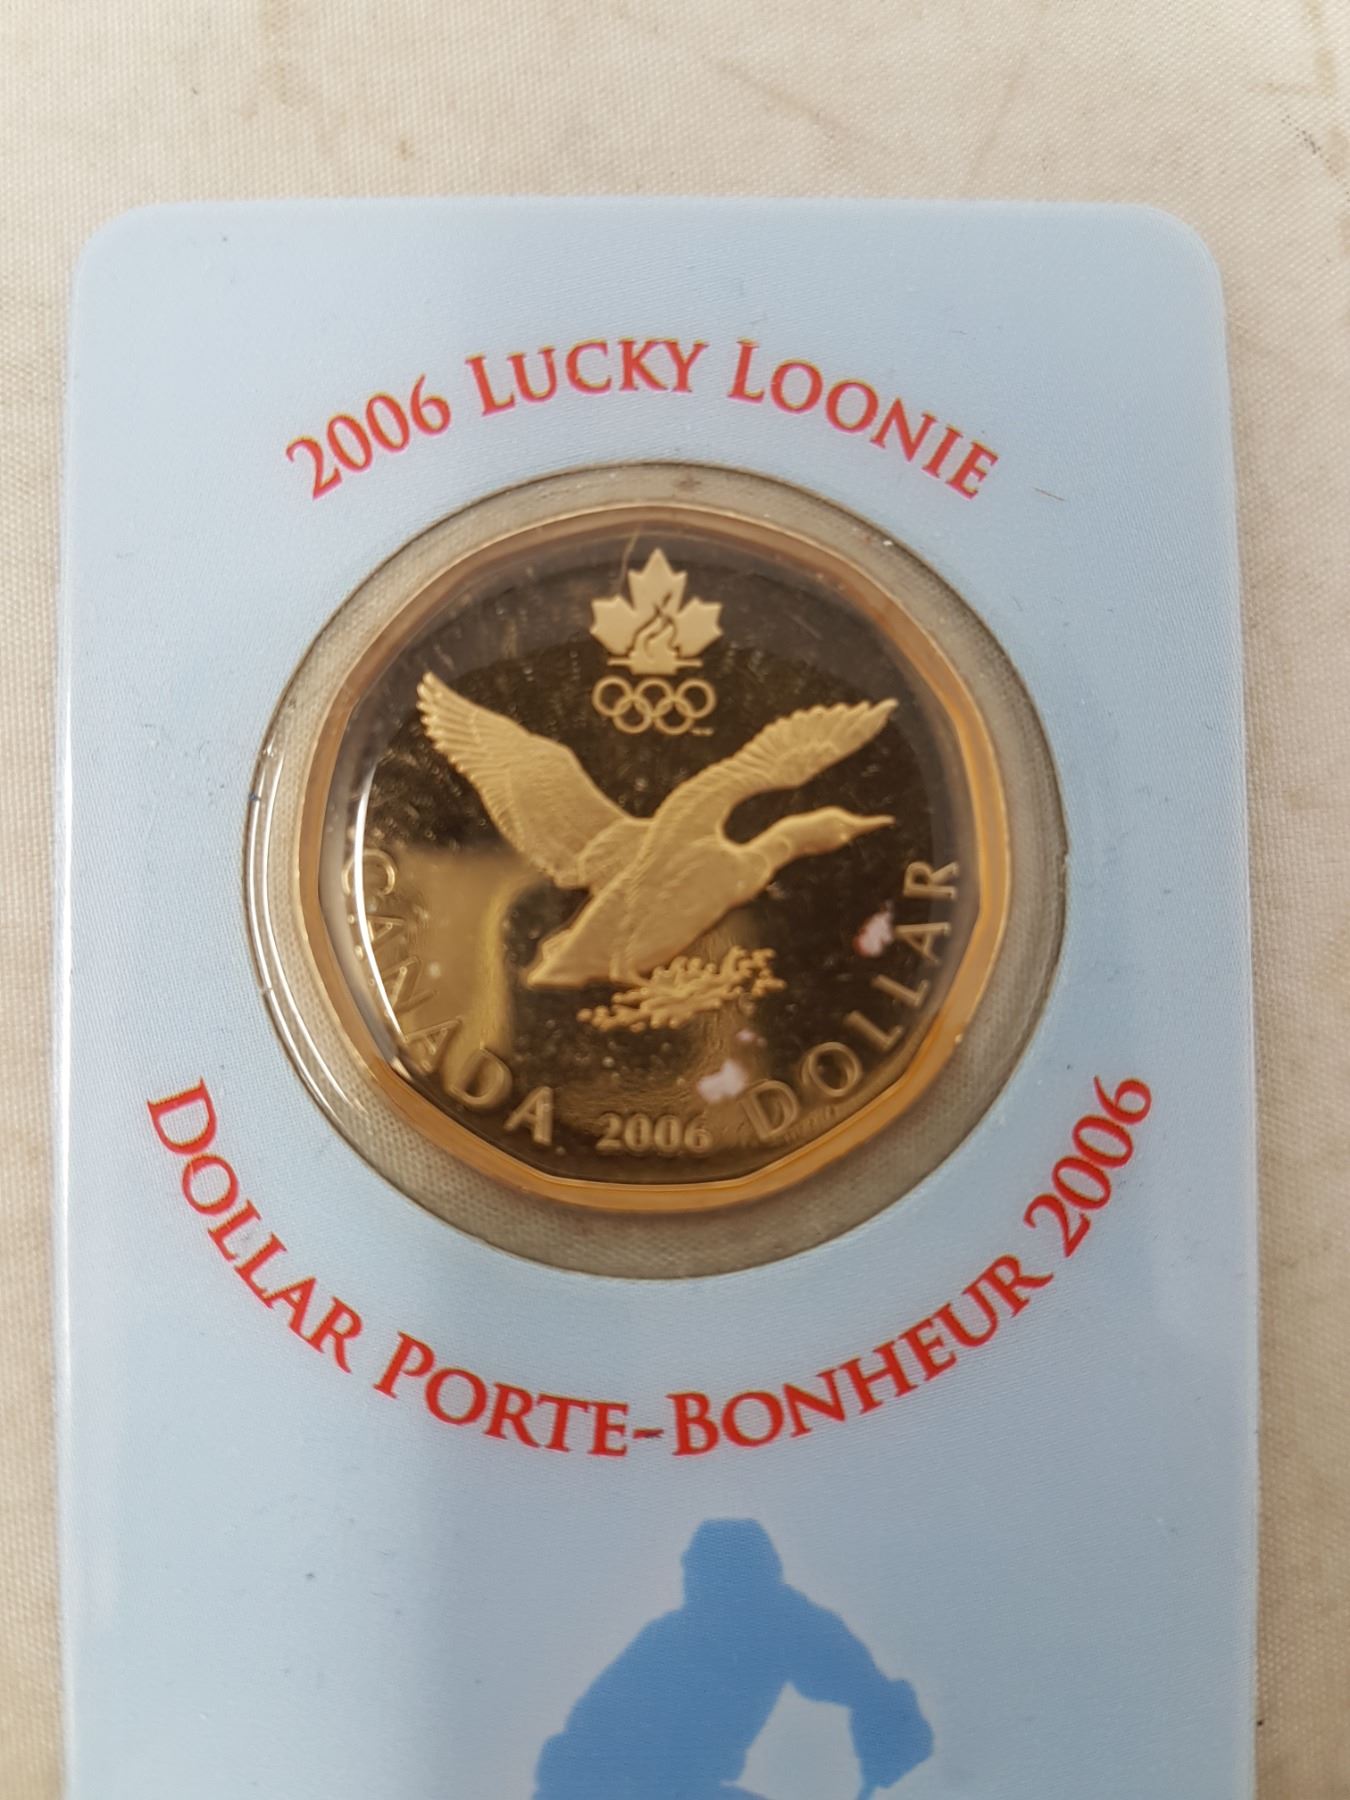 2006 LUCKY LOONIE
CANADA 2006 DOLLAR
DOLLAR PORTE-BONHEUR 2006